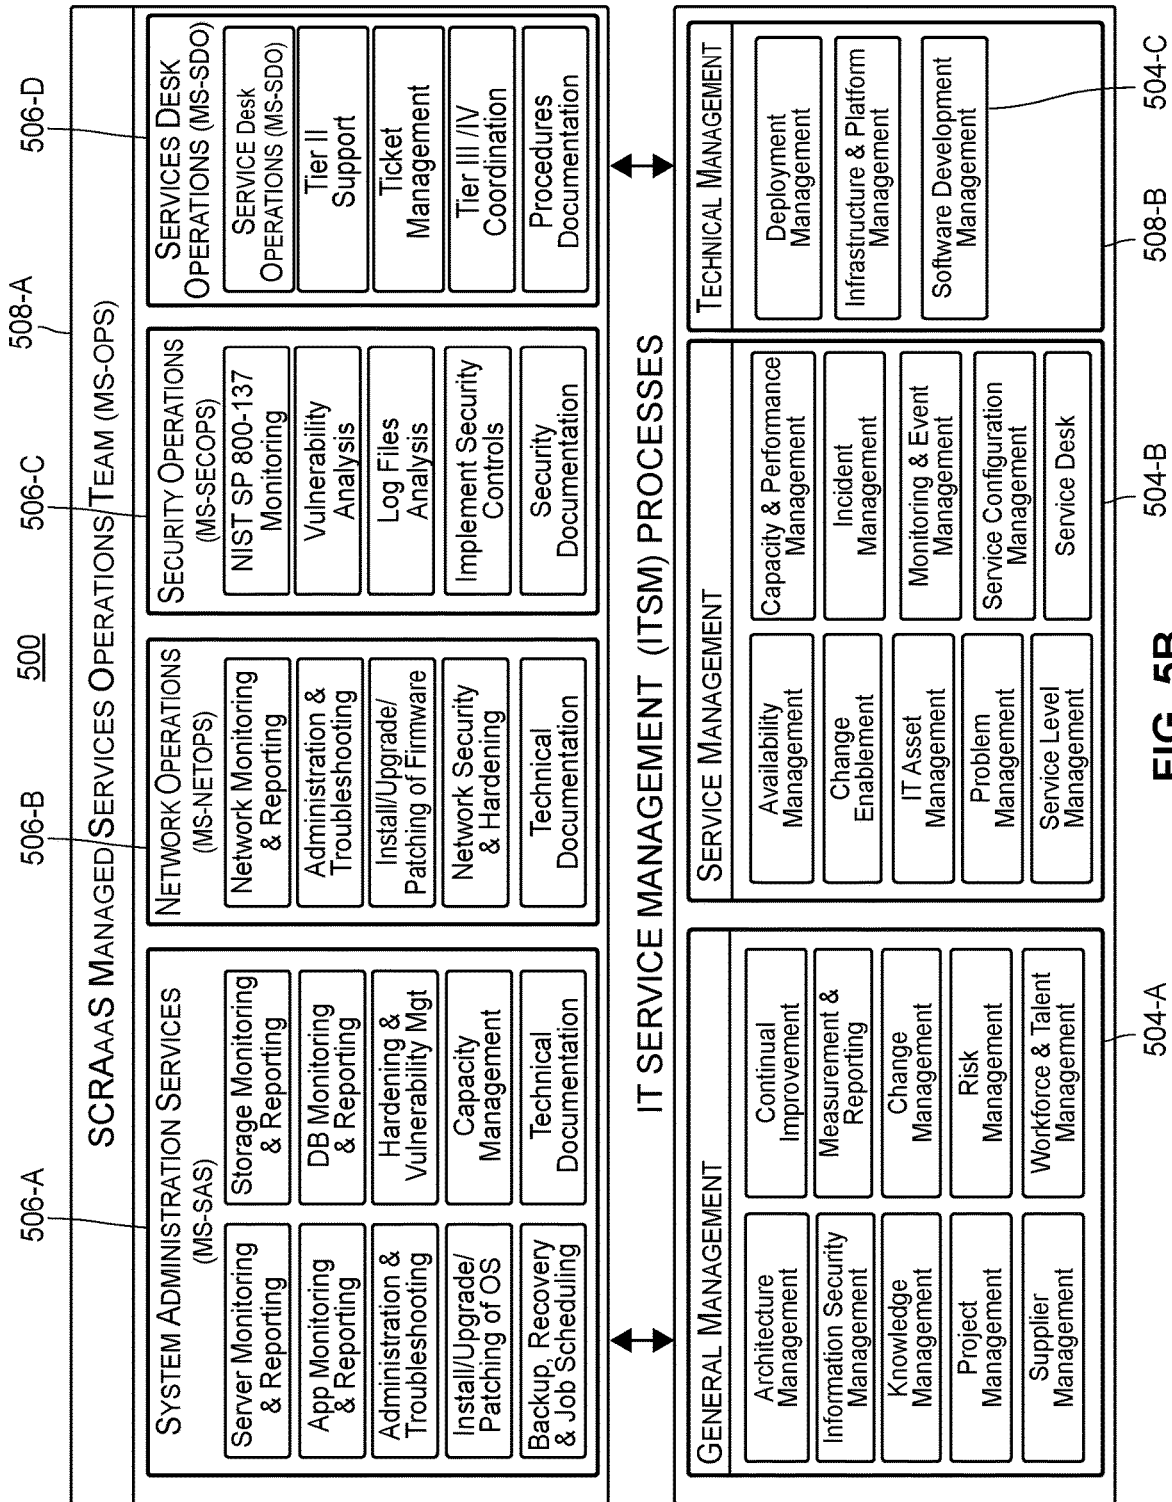 500
508-A
SCRAaaS Managed Services Operations Team (MS-OPS)
506-A
System Administration Services
(MS-SAS)
Server Monitoring
& Reporting
Storage Monitoring
& Reporting
App Monitoring
& Reporting
DB Monitoring
& Reporting
Administration &
Troubleshooting
Hardening &
Vulnerability Mgt
Install/Upgrade/
Patching of OS
Capacity
Management
Backup, Recovery
& Job Scheduling
Technical
Documentation
506-B
Network Operations
(MS-NETOPS)
Network Monitoring
& Reporting
Administration &
Troubleshooting
Install/Upgrade/
Patching of Firmware
Network Security
& Hardening
Technical
Documentation
506-C
Security Operations
(MS-SECOPS)
NIST SP 800-137
Monitoring
Vulnerability
Analysis
Log Files
Analysis
Implement Security
Controls
Security
Documentation
506-D
Services Desk
Operations (MS-SDO)
Service Desk
Operations (MS-SDO)
Tier II
Support
Ticket
Management
Tier III /IV
Coordination
Procedures
Documentation
IT SERVICE MANAGEMENT (ITSM) PROCESSES
General Management
Architecture
Management
Continual
Improvement
Information Security
Management
Measurement &
Reporting
Knowledge
Management
Change
Management
Project
Management
Risk
Management
Supplier
Management
Workforce & Talent
Management
504-A
Service Management
Availability
Management
Capacity & Performance
Management
Change
Enablement
Incident
Management
IT Asset
Management
Monitoring & Event
Management
Problem
Management
Service Configuration
Management
Service Level
Management
Service Desk
504-B
Technical Management
Deployment
Management
Infrastructure & Platform
Management
Software Development
Management
508-B
504-C
FIG. 5B